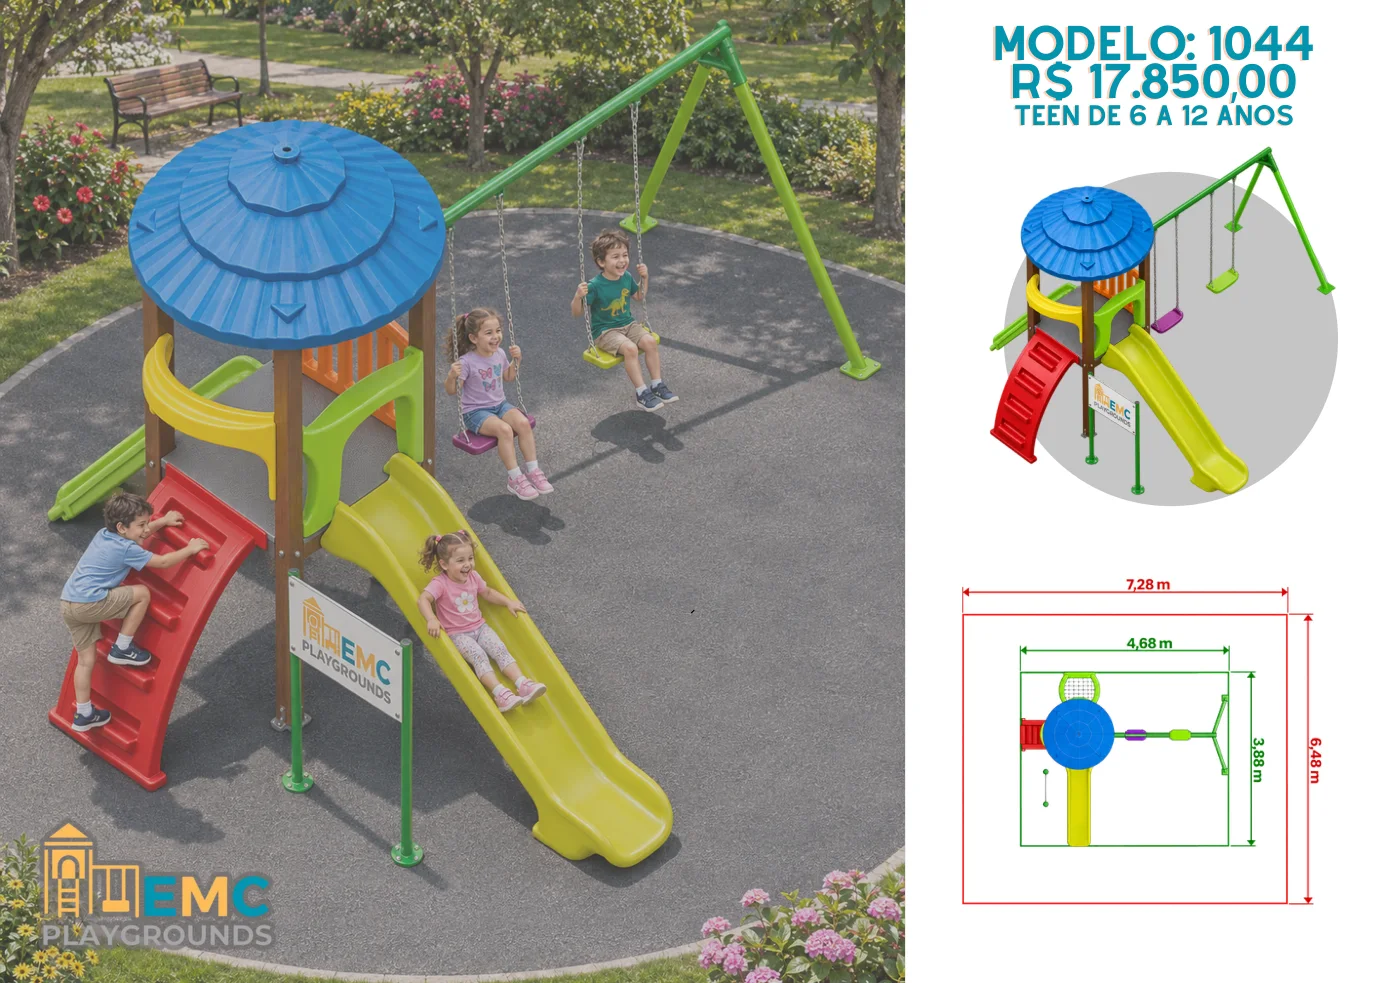 MODELO: 1044
R$ 17.850,00
TEEN DE 6 A 12 ANOS
EMC
PLAYGROUNDS
EMC
PLAYGROUNDS
7,28 m
4,68 m
3,88 m
6,48 m
EMC
PLAYGROUNDS